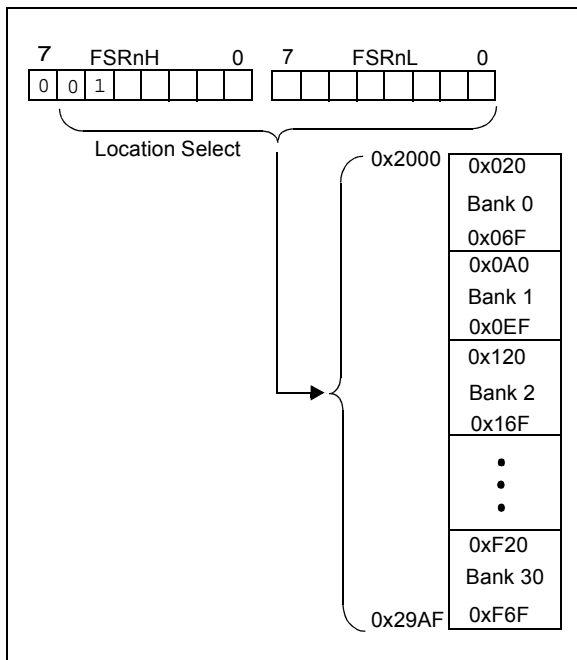 7 FSRnH 0 7 FSRnL 0
0 0 1
Location Select
0x2000
0x020
Bank 0
0x06F
0x0A0
Bank 1
0x0EF
0x120
Bank 2
0x16F
0xF20
Bank 30
0xF6F
0x29AF